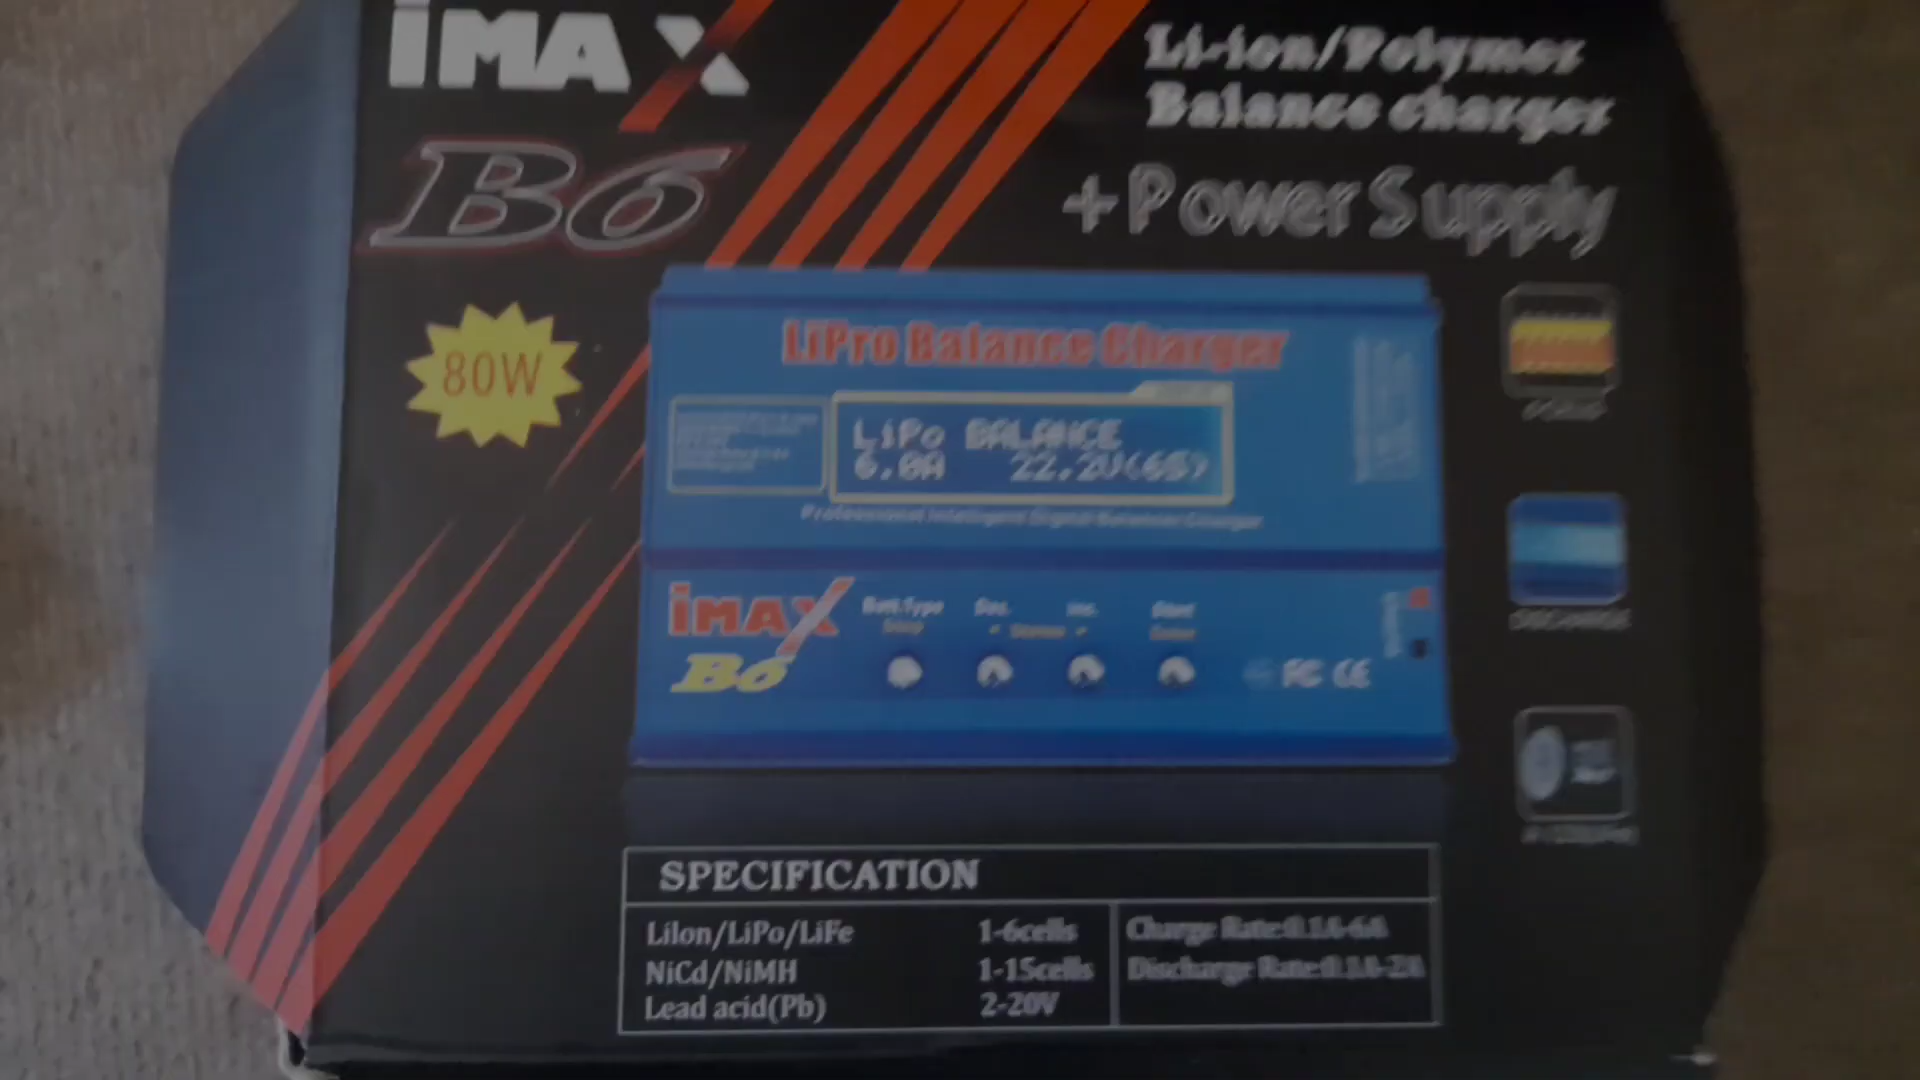 iMAX
B6
Li-ion/Polymer
Balance charger
+Power Supply
80W
LiPro Balance Charger
LiPo BALANCE
6.0A 22.2V(6S)
Professional Intelligent Digital Balance Charger
iMAX
B6
Batt.Type Dec. Inc. Start
Stop Enter
FC CE
DISCHARGE
SPECIFICATION
LiIon/LiPo/LiFe 1-6cells Charge Rate:0.1A-6A
NiCd/NiMH 1-15cells Discharge Rate:0.1A-2A
Lead acid(Pb) 2-20V